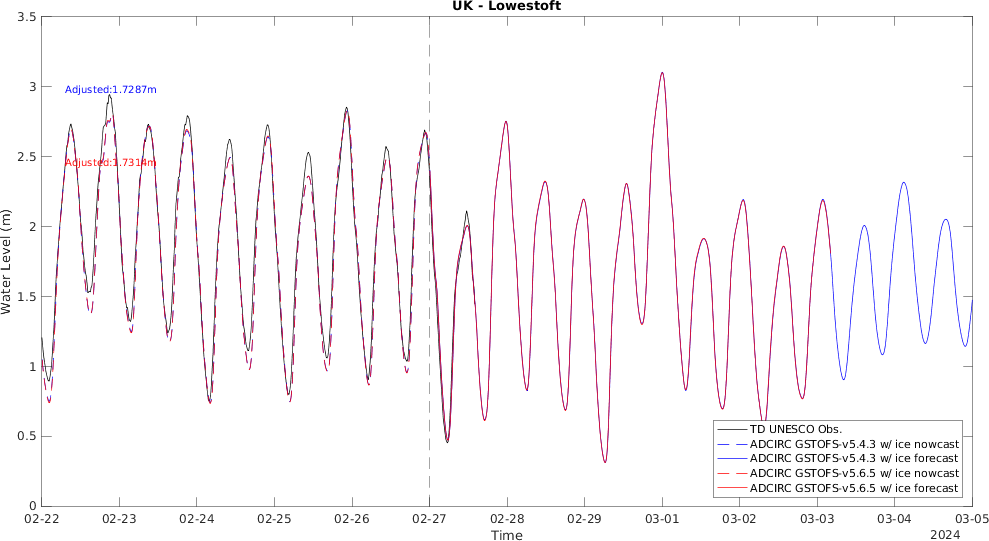 UK - Lowestoft
3.5
3
2.5
2
1.5
1
0.5
0
Water Level (m)
Adjusted:1.7287m
Adjusted:1.7314m
TD UNESCO Obs.
ADCIRC GSTOFS-v5.4.3 w/ ice nowcast
ADCIRC GSTOFS-v5.4.3 w/ ice forecast
ADCIRC GSTOFS-v5.6.5 w/ ice nowcast
ADCIRC GSTOFS-v5.6.5 w/ ice forecast
02-22 02-23 02-24 02-25 02-26 02-27 02-28 02-29 03-01 03-02 03-03 03-04 03-05
Time
2024